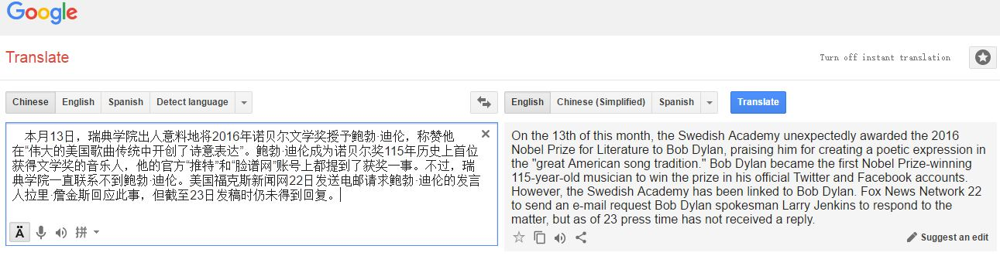 Google
Translate
Turn off instant translation
Chinese English Spanish Detect language
English Chinese (Simplified) Spanish Translate
本月13日，瑞典学院出人意料地将2016年诺贝尔文学奖授予鲍勃·迪伦，称赞他
在“伟大的美国歌曲传统中开创了诗意表达”。鲍勃·迪伦成为诺贝尔奖115年历史上首位
获得文学奖的音乐人，他的官方“推特”和“脸谱网”账号上都提到了获奖一事。不过，瑞
典学院一直联系不到鲍勃·迪伦。美国福克斯新闻网22日发送电邮请求鲍勃·迪伦的发言
人拉里·詹金斯回应此事，但截至23日发稿时仍未得到回复。
Ä 拼
On the 13th of this month, the Swedish Academy unexpectedly awarded the 2016
Nobel Prize for Literature to Bob Dylan, praising him for creating a poetic expression in
the "great American song tradition." Bob Dylan became the first Nobel Prize-winning
115-year-old musician to win the prize in his official Twitter and Facebook accounts.
However, the Swedish Academy has been linked to Bob Dylan. Fox News Network 22
to send an e-mail request Bob Dylan spokesman Larry Jenkins to respond to the
matter, but as of 23 press time has not received a reply.
Suggest an edit